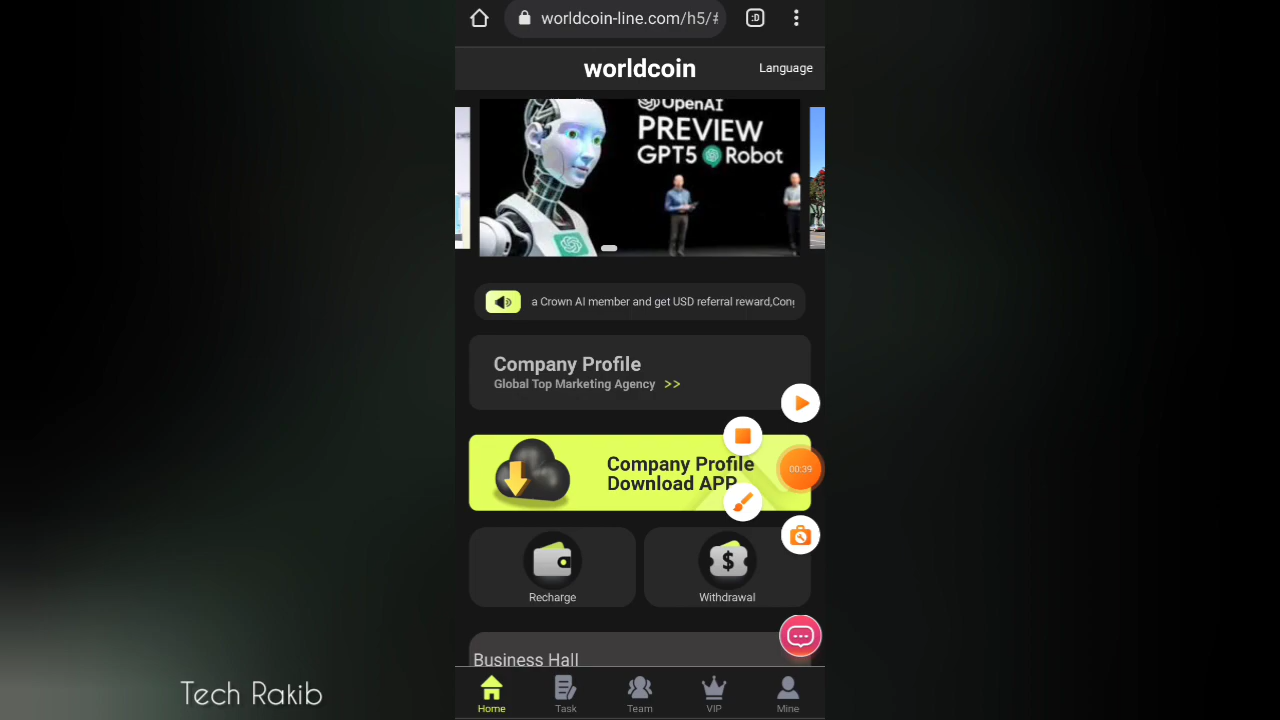 worldcoin-line.com/h5/#
:D
worldcoin
Language
OpenAI
PREVIEW
GPT5 Robot
a Crown AI member and get USD referral reward,Con
Company Profile
Global Top Marketing Agency >>
Company Profile
Download APP
00:39
$
Recharge
Withdrawal
Business Hall
Home
Task
Team
VIP
Mine
Tech Rakib